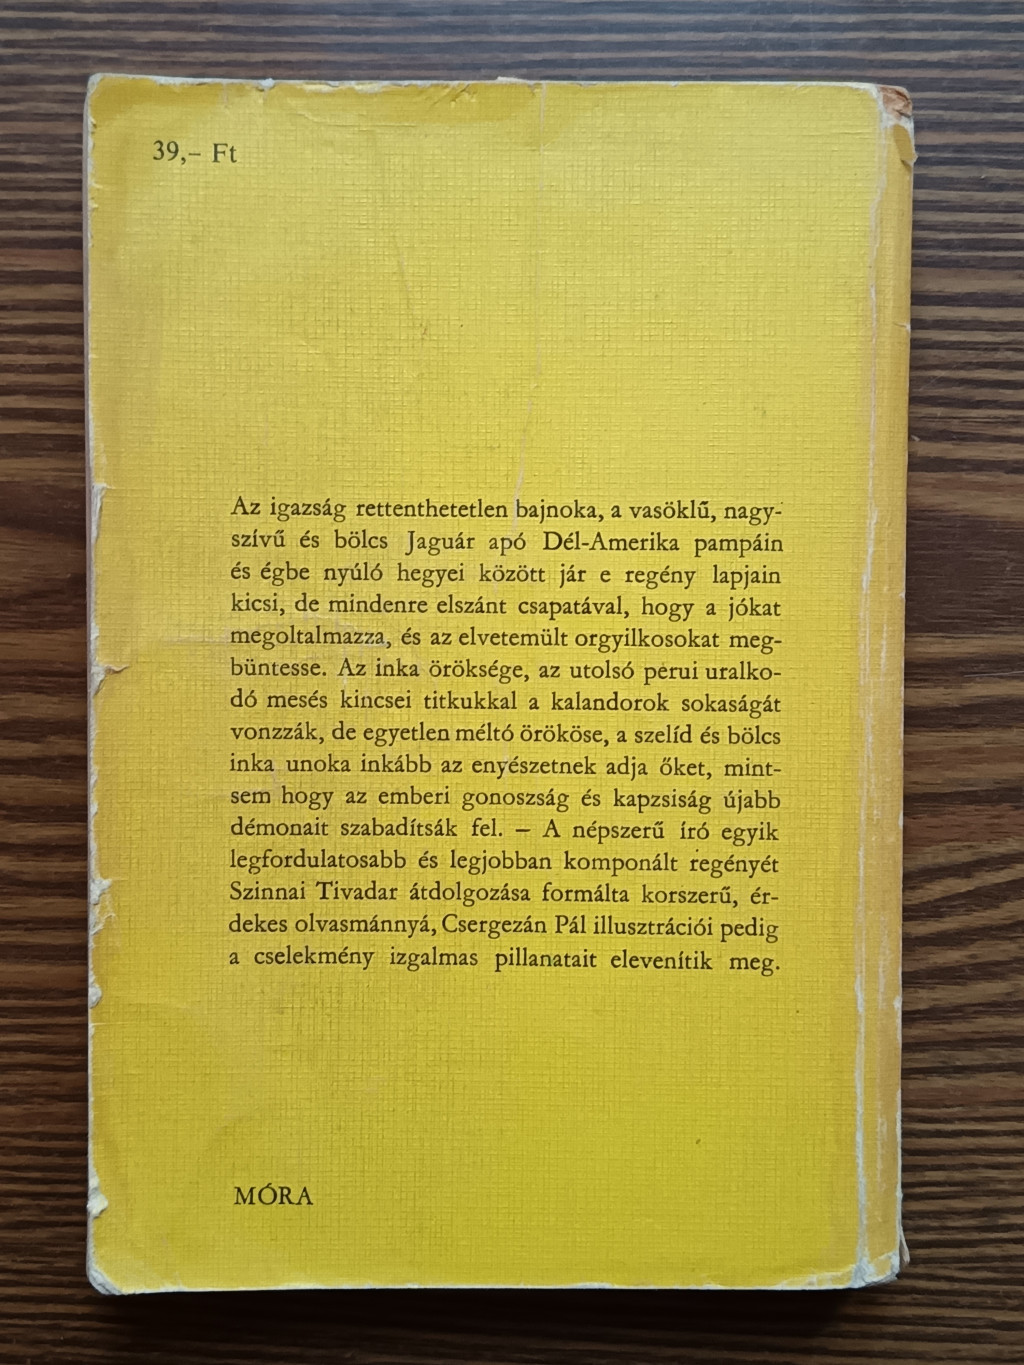 39,– Ft
Az igazság rettenthetetlen bajnoka, a vasöklű, nagy-
szívű és bölcs Jaguár apó Dél-Amerika pampáin
és égbe nyúló hegyei között jár e regény lapjain
kicsi, de mindenre elszánt csapatával, hogy a jókat
megoltalmazza, és az elvetemült orgyilkosokat meg-
büntesse. Az inka öröksége, az utolsó perui uralko-
dó mesés kincsei titkukkal a kalandorok sokaságát
vonzzák, de egyetlen méltó örököse, a szelíd és bölcs
inka unoka inkább az enyészetnek adja őket, mint-
sem hogy az emberi gonoszság és kapzsiság újabb
démonait szabadítsák fel. – A népszerű író egyik
legfordulatosabb és legjobban komponált regényét
Szinnai Tivadar átdolgozása formálta korszerű, ér-
dekes olvasmánnyá, Csergezán Pál illusztrációi pedig
a cselekmény izgalmas pillanatait elevenítik meg.
MÓRA